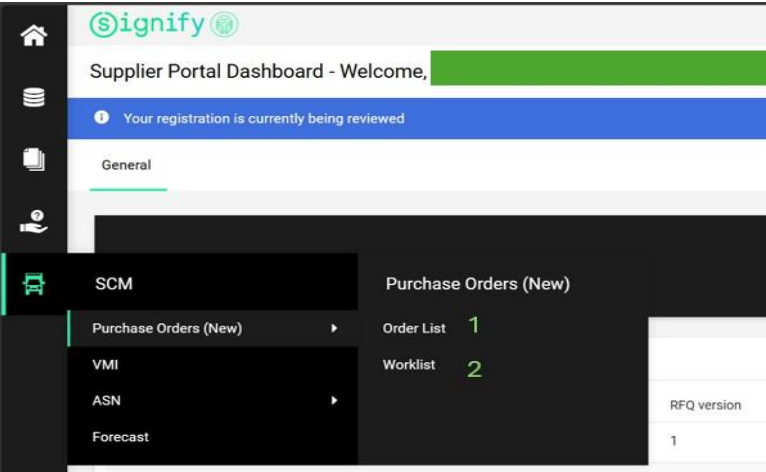 Signify
Supplier Portal Dashboard - Welcome,
Your registration is currently being reviewed
General
SCM
Purchase Orders (New)
Purchase Orders (New)
Order List 1
VMI
Worklist 2
ASN
RFQ version
Forecast
1